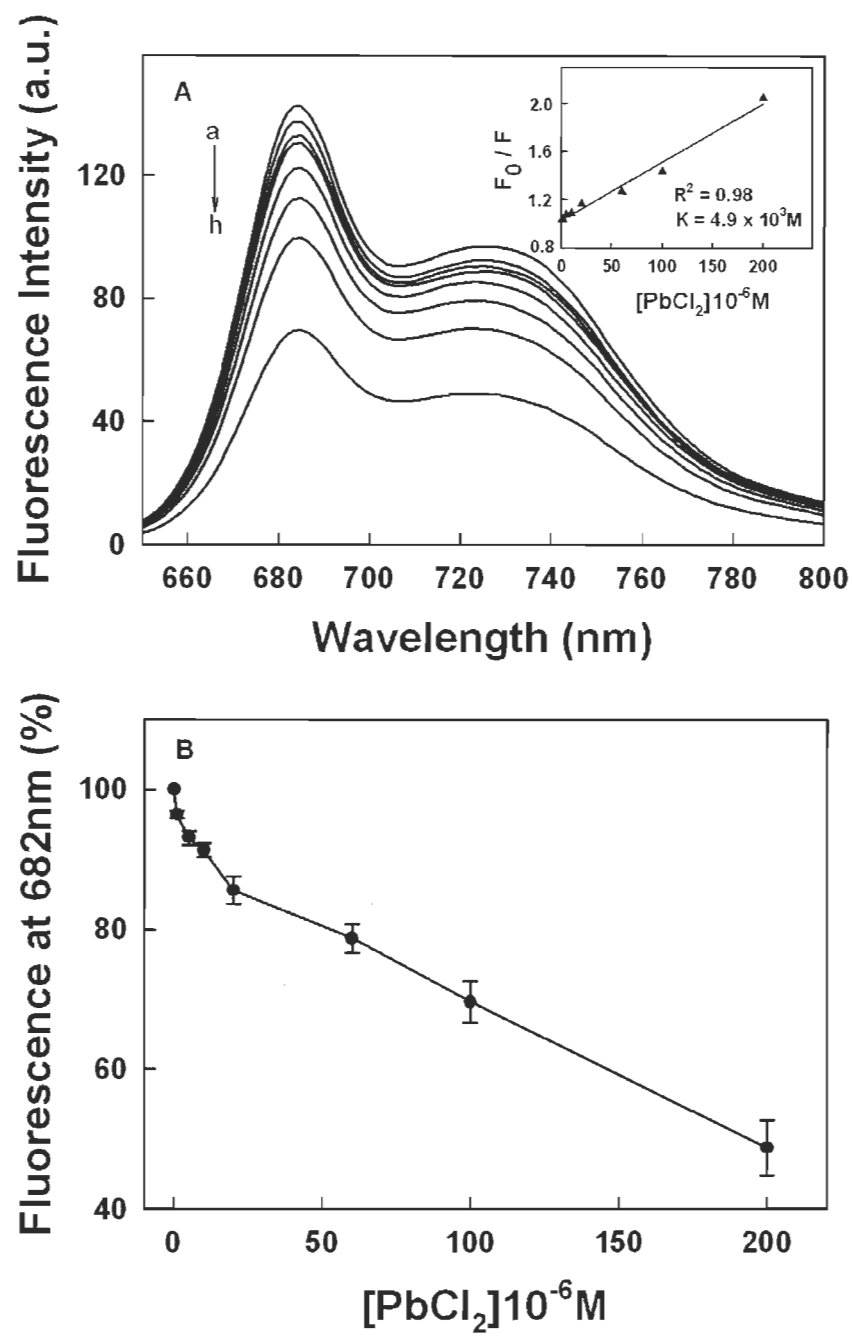 Fluorescence Intensity (a.u.)
A
a
h
120
80
40
0
660 680 700 720 740 760 780 800
Wavelength (nm)
F₀ / F
2.0
1.6
1.2
0.8
R² = 0.98
K = 4.9 x 10³M
0 50 100 150 200
[PbCl₂]10⁻⁶M
Fluorescence at 682nm (%)
B
100
80
60
40
0 50 100 150 200
[PbCl₂]10⁻⁶M